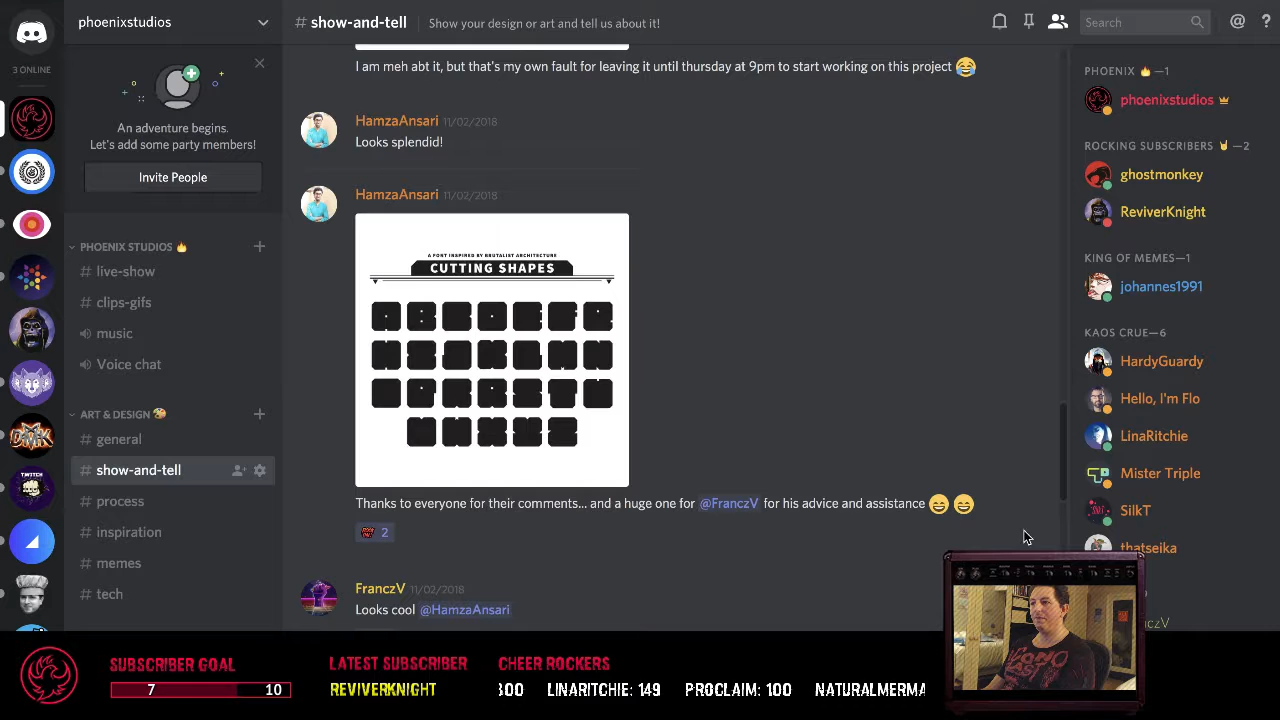 phoenixstudios
# show-and-tell
Show your design or art and tell us about it!
Search
3 ONLINE
An adventure begins.
Let's add some party members!
Invite People
PHOENIX STUDIOS 🔥
# live-show
# clips-gifs
music
Voice chat
ART & DESIGN 🎨
# general
# show-and-tell
# process
# inspiration
# memes
# tech
I am meh abt it, but that's my own fault for leaving it until thursday at 9pm to start working on this project 😂
HamzaAnsari 11/02/2018
Looks splendid!
HamzaAnsari 11/02/2018
A FONT INSPIRED BY BRUTALIST ARCHITECTURE
CUTTING SHAPES
Thanks to everyone for their comments... and a huge one for @FranczV for his advice and assistance 😄 😄
2
FranczV 11/02/2018
Looks cool @HamzaAnsari
PHOENIX 🔥—1
phoenixstudios
ROCKING SUBSCRIBERS 🤘—2
ghostmonkey
ReviverKnight
KING OF MEMES—1
johannes1991
KAOS CRUE—6
HardyGuardy
Hello, I'm Flo
LinaRitchie
Mister Triple
SilkT
thatseika
SUBSCRIBER GOAL
7 10
LATEST SUBSCRIBER
REVIVERKNIGHT
CHEER ROCKERS
300 LINARITCHIE: 149 PROCLAIM: 100 NATURALMERMA